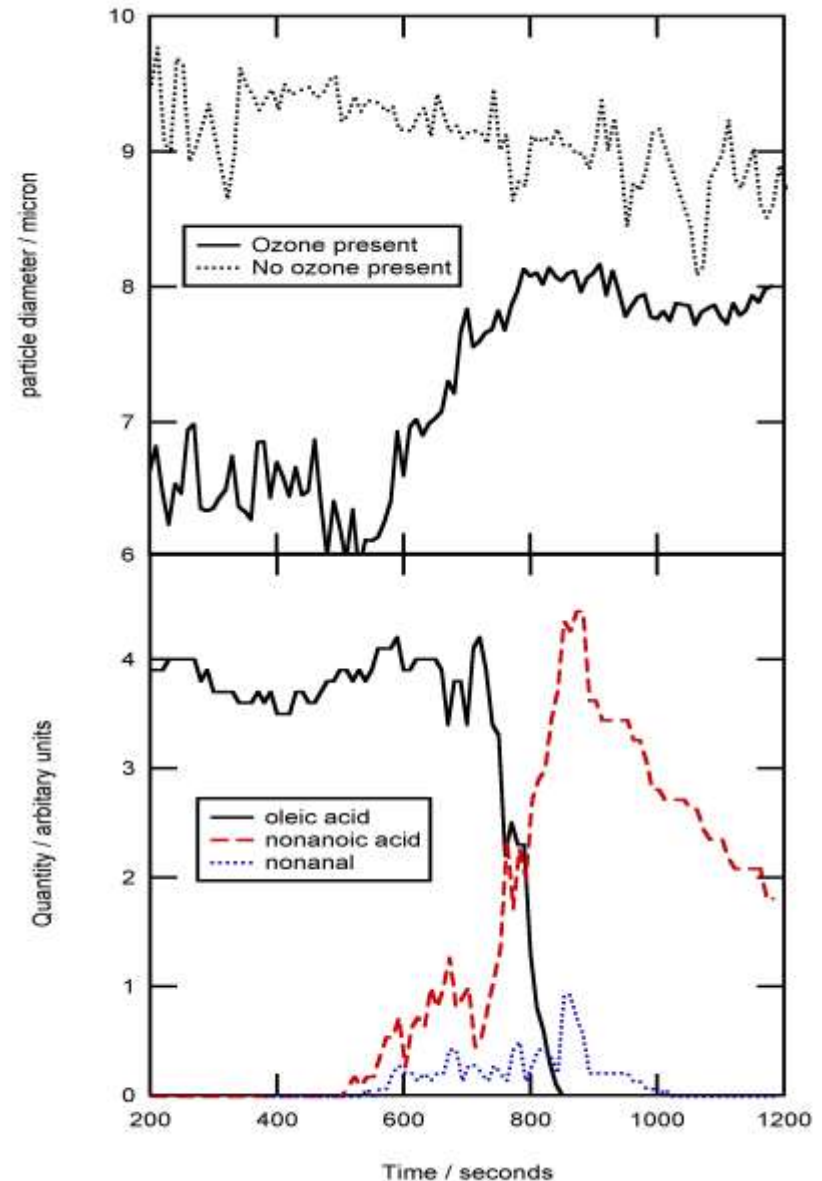 10
9
8
7
6
particle diameter / micron
Ozone present
No ozone present
4
3
2
1
0
Quantity / arbitary units
oleic acid
nonanoic acid
nonanal
200
400
600
800
1000
1200
Time / seconds